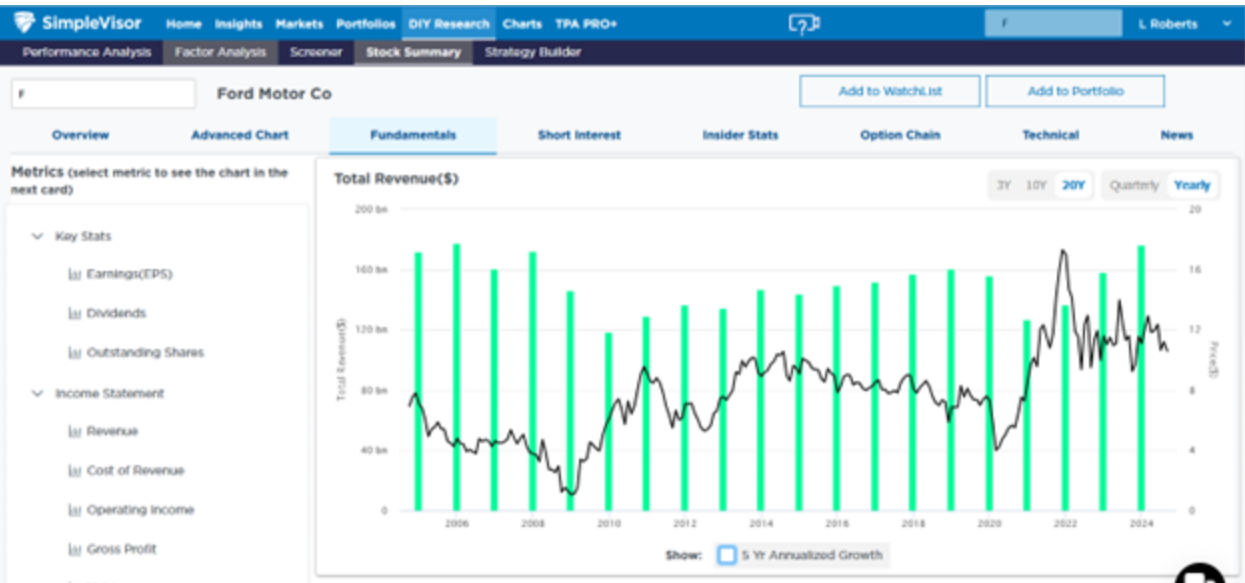 SimpleVisor Home Insights Markets Portfolios DIY Research Charts TPA PRO+ F L Roberts
Performance Analysis Factor Analysis Screener Stock Summary Strategy Builder
F Ford Motor Co Add to WatchList Add to Portfolio
Overview Advanced Chart Fundamentals Short Interest Insider Stats Option Chain Technical News
Metrics (select metric to see the chart in the
next card)
Key Stats
Earnings(EPS)
Dividends
Outstanding Shares
Income Statement
Revenue
Cost of Revenue
Operating Income
Gross Profit
Total Revenue($)
3Y 10Y 20Y Quarterly Yearly
200 bn 20
160 bn 16
120 bn 12
80 bn 8
40 bn 4
0 0
Total Revenue($)
Price($)
2006 2008 2010 2012 2014 2016 2018 2020 2022 2024
Show: 5 Yr Annualized Growth